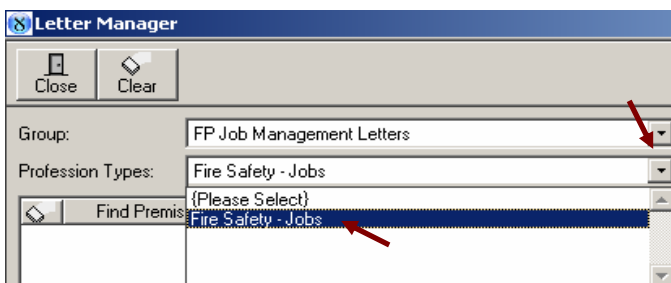 Letter Manager
Close Clear
Group: FP Job Management Letters
Profession Types: Fire Safety - Jobs
{Please Select}
Find Premis Fire Safety - Jobs